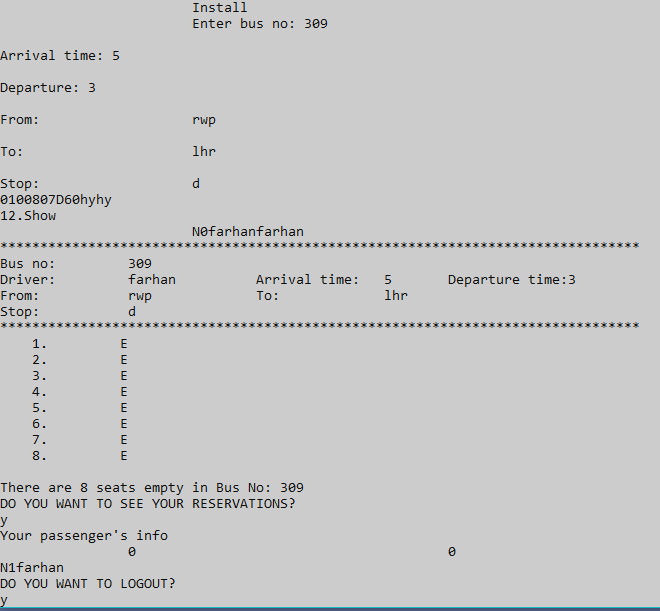 Install
Enter bus no: 309
Arrival time: 5
Departure: 3
From: rwp
To: lhr
Stop: d
0100807D60hyhy
12.Show
N0farhanfarhan
********************************************************************************
Bus no: 309
Driver: farhan Arrival time: 5 Departure time:3
From: rwp To: lhr
Stop: d
********************************************************************************
1. E
2. E
3. E
4. E
5. E
6. E
7. E
8. E
There are 8 seats empty in Bus No: 309
DO YOU WANT TO SEE YOUR RESERVATIONS?
y
Your passenger's info
0 0
N1farhan
DO YOU WANT TO LOGOUT?
y